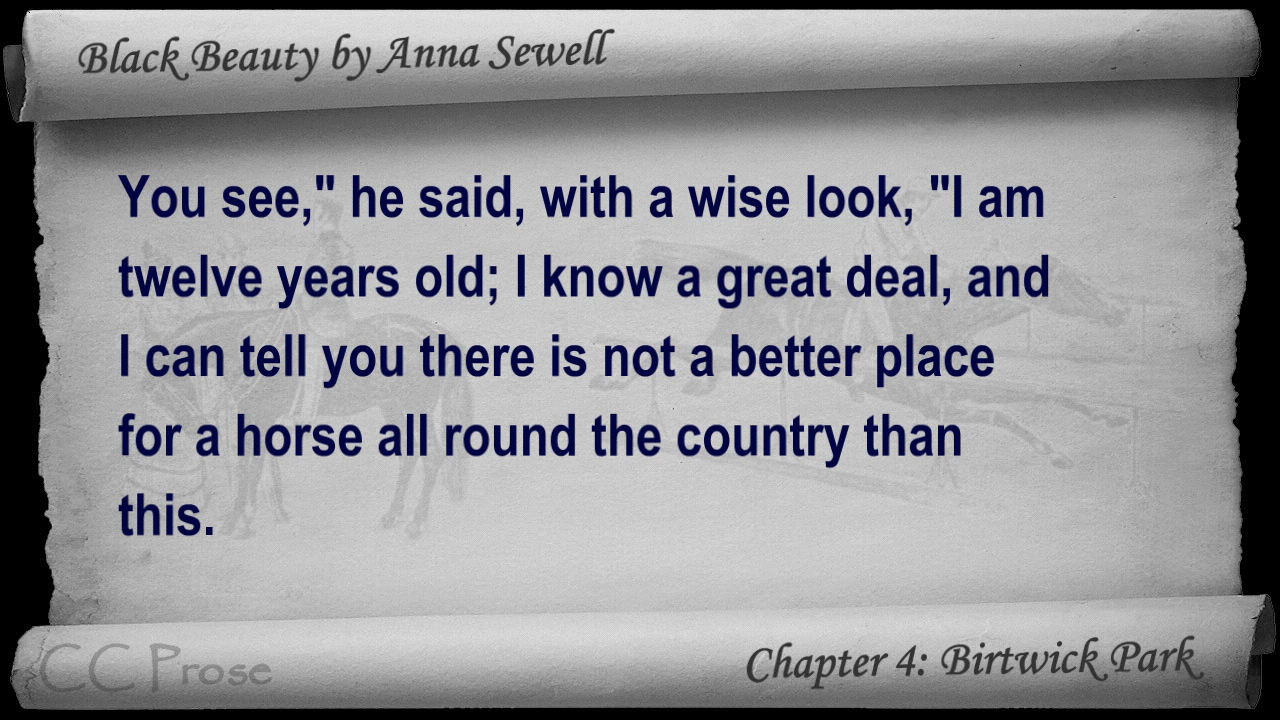 Black Beauty by Anna Sewell
You see," he said, with a wise look, "I am
twelve years old; I know a great deal, and
I can tell you there is not a better place
for a horse all round the country than
this.
CC Prose
Chapter 4: Birtwick Park